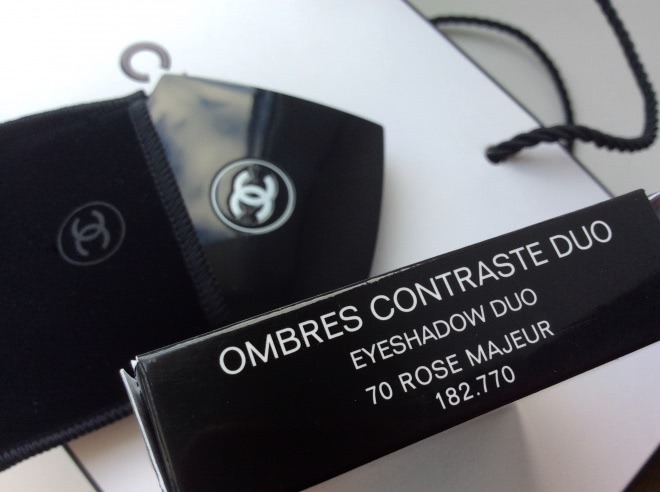 OMBRES CONTRASTE DUO
EYESHADOW DUO
70 ROSE MAJEUR
182.770